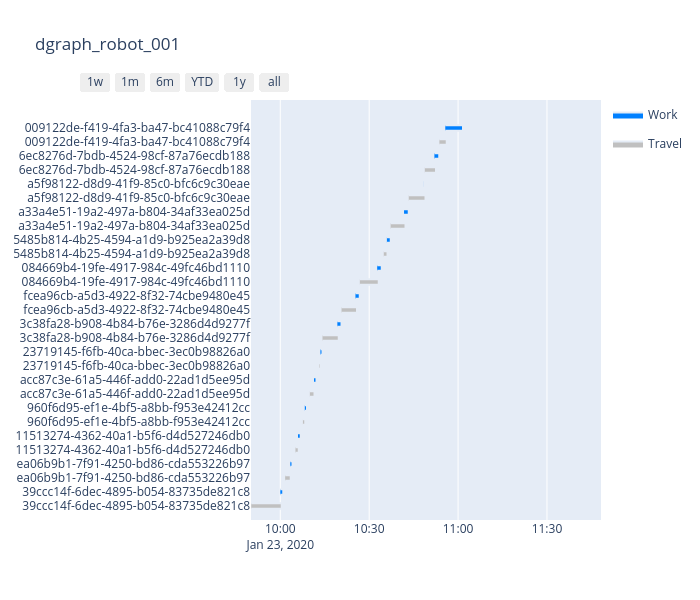 dgraph_robot_001
1w 1m 6m YTD 1y all
Work
Travel
009122de-f419-4fa3-ba47-bc41088c79f4
009122de-f419-4fa3-ba47-bc41088c79f4
6ec8276d-7bdb-4524-98cf-87a76ecdb188
6ec8276d-7bdb-4524-98cf-87a76ecdb188
a5f98122-d8d9-41f9-85c0-bfc6c9c30eae
a5f98122-d8d9-41f9-85c0-bfc6c9c30eae
a33a4e51-19a2-497a-b804-34af33ea025d
a33a4e51-19a2-497a-b804-34af33ea025d
5485b814-4b25-4594-a1d9-b925ea2a39d8
5485b814-4b25-4594-a1d9-b925ea2a39d8
084669b4-19fe-4917-984c-49fc46bd1110
084669b4-19fe-4917-984c-49fc46bd1110
fcea96cb-a5d3-4922-8f32-74cbe9480e45
fcea96cb-a5d3-4922-8f32-74cbe9480e45
3c38fa28-b908-4b84-b76e-3286d4d9277f
3c38fa28-b908-4b84-b76e-3286d4d9277f
23719145-f6fb-40ca-bbec-3ec0b98826a0
23719145-f6fb-40ca-bbec-3ec0b98826a0
acc87c3e-61a5-446f-add0-22ad1d5ee95d
acc87c3e-61a5-446f-add0-22ad1d5ee95d
960f6d95-ef1e-4bf5-a8bb-f953e42412cc
960f6d95-ef1e-4bf5-a8bb-f953e42412cc
11513274-4362-40a1-b5f6-d4d527246db0
11513274-4362-40a1-b5f6-d4d527246db0
ea06b9b1-7f91-4250-bd86-cda553226b97
ea06b9b1-7f91-4250-bd86-cda553226b97
39ccc14f-6dec-4895-b054-83735de821c8
39ccc14f-6dec-4895-b054-83735de821c8
10:00 10:30 11:00 11:30
Jan 23, 2020